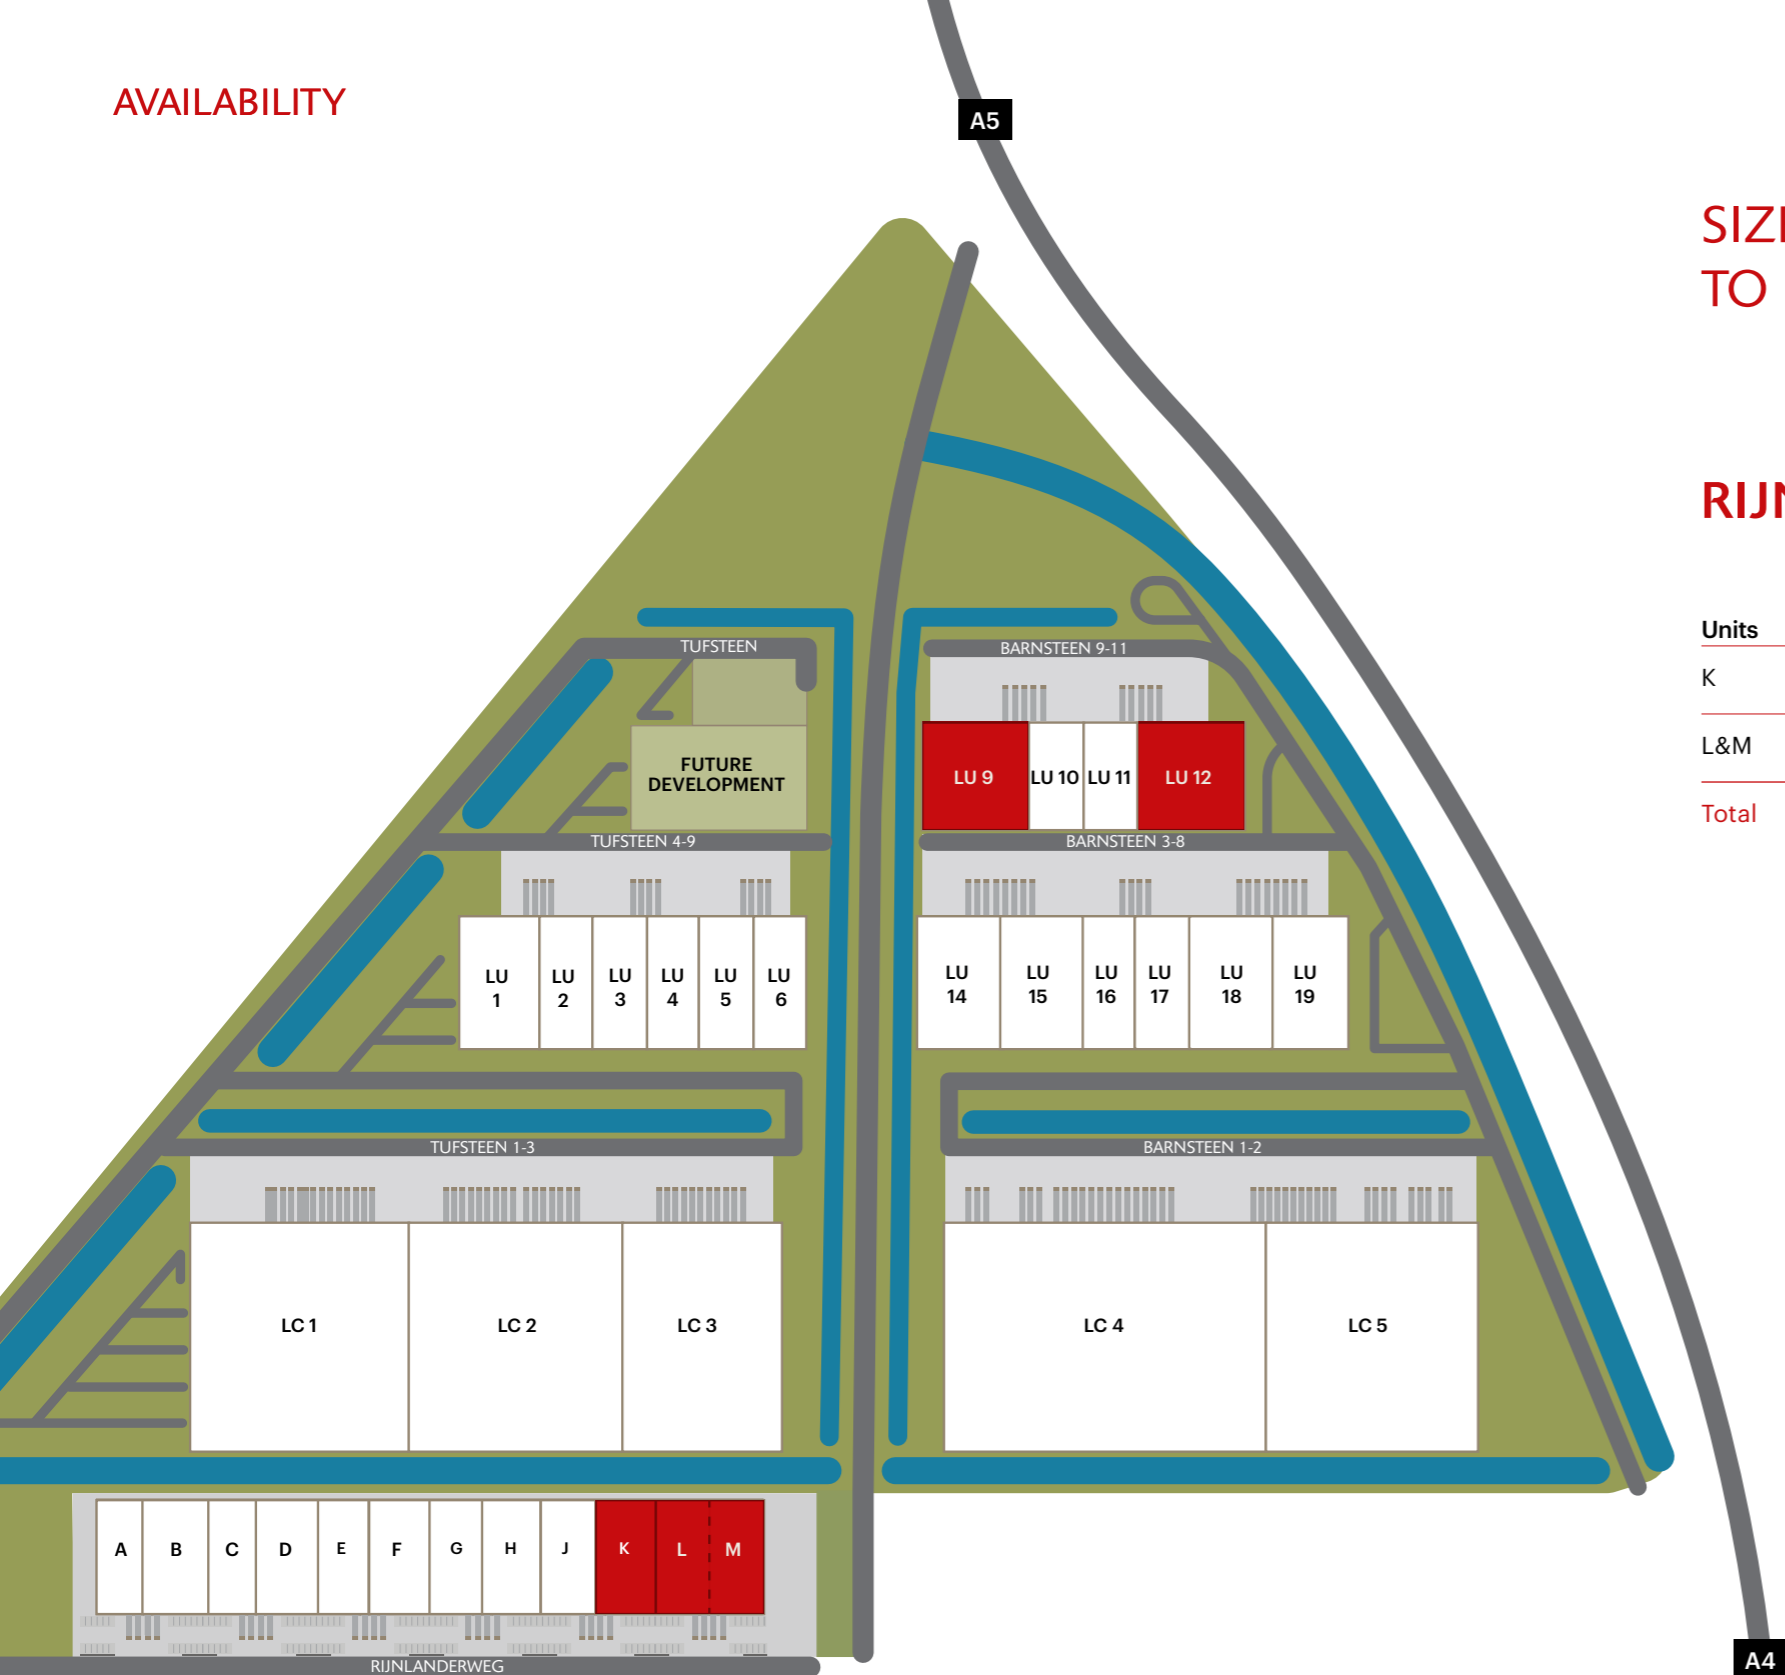 AVAILABILITY
A5
TO
Units
K
L&M
Total
TUFSTEEN
BARNSTEEN 9-11
FUTURE
DEVELOPMENT
LU 9
LU 10
LU 11
LU 12
TUFSTEEN 4-9
BARNSTEEN 3-8
LU
1
LU
2
LU
3
LU
4
LU
5
LU
6
LU
14
LU
15
LU
16
LU
17
LU
18
LU
19
TUFSTEEN 1-3
BARNSTEEN 1-2
LC 1
LC 2
LC 3
LC 4
LC 5
A
B
C
D
E
F
G
H
J
K
L
M
RIJNLANDERWEG
A4